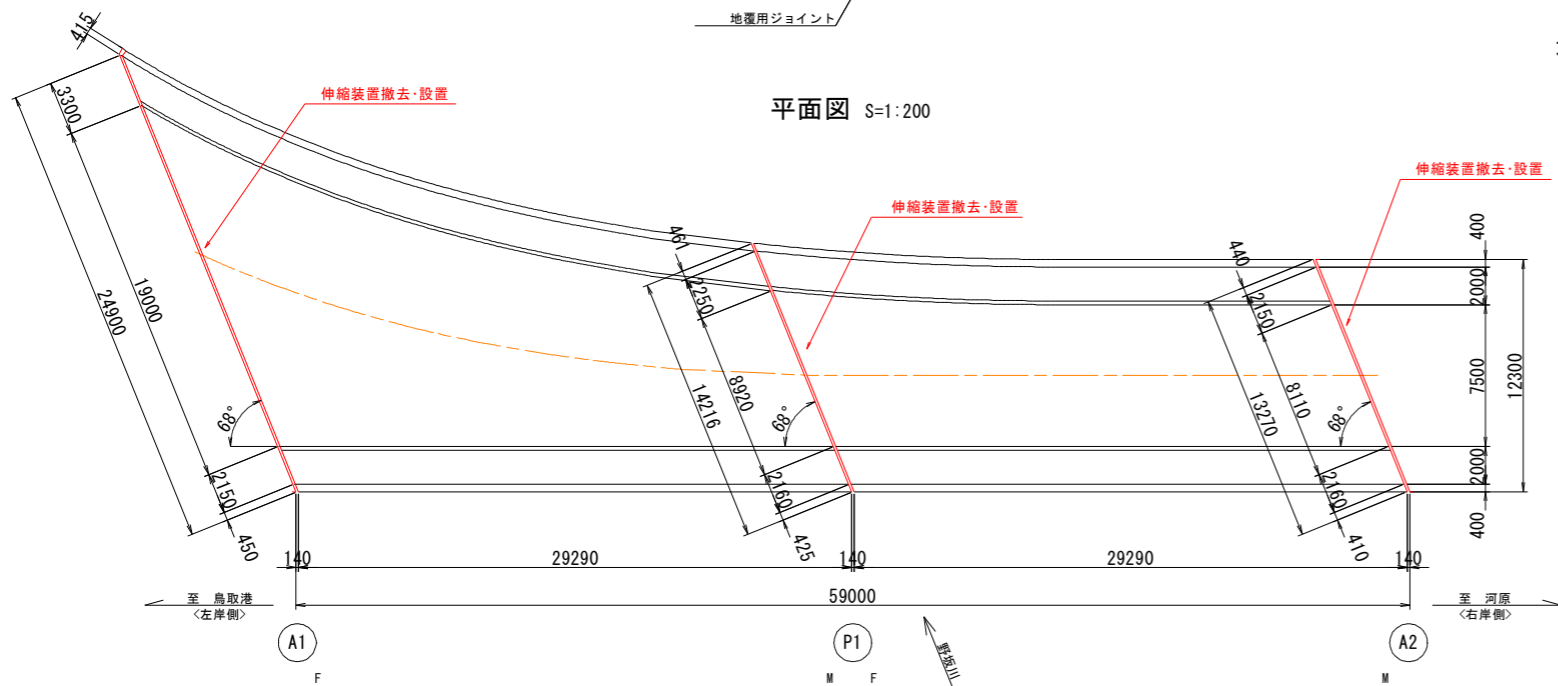 地覆用ジョイント
平面図 S=1:200
415
3300
19000
24900
2150
450
68°
伸縮装置撤去・設置
461
2250
8920
14216
2160
425
68°
伸縮装置撤去・設置
440
2150
8110
13270
2160
410
68°
伸縮装置撤去・設置
400
2000
7500
2000
400
12300
140
29290
140
29290
140
59000
至 鳥取港
<左岸側>
至 河原
<右岸側>
A1
P1
A2
野坂川
F
M
F
M